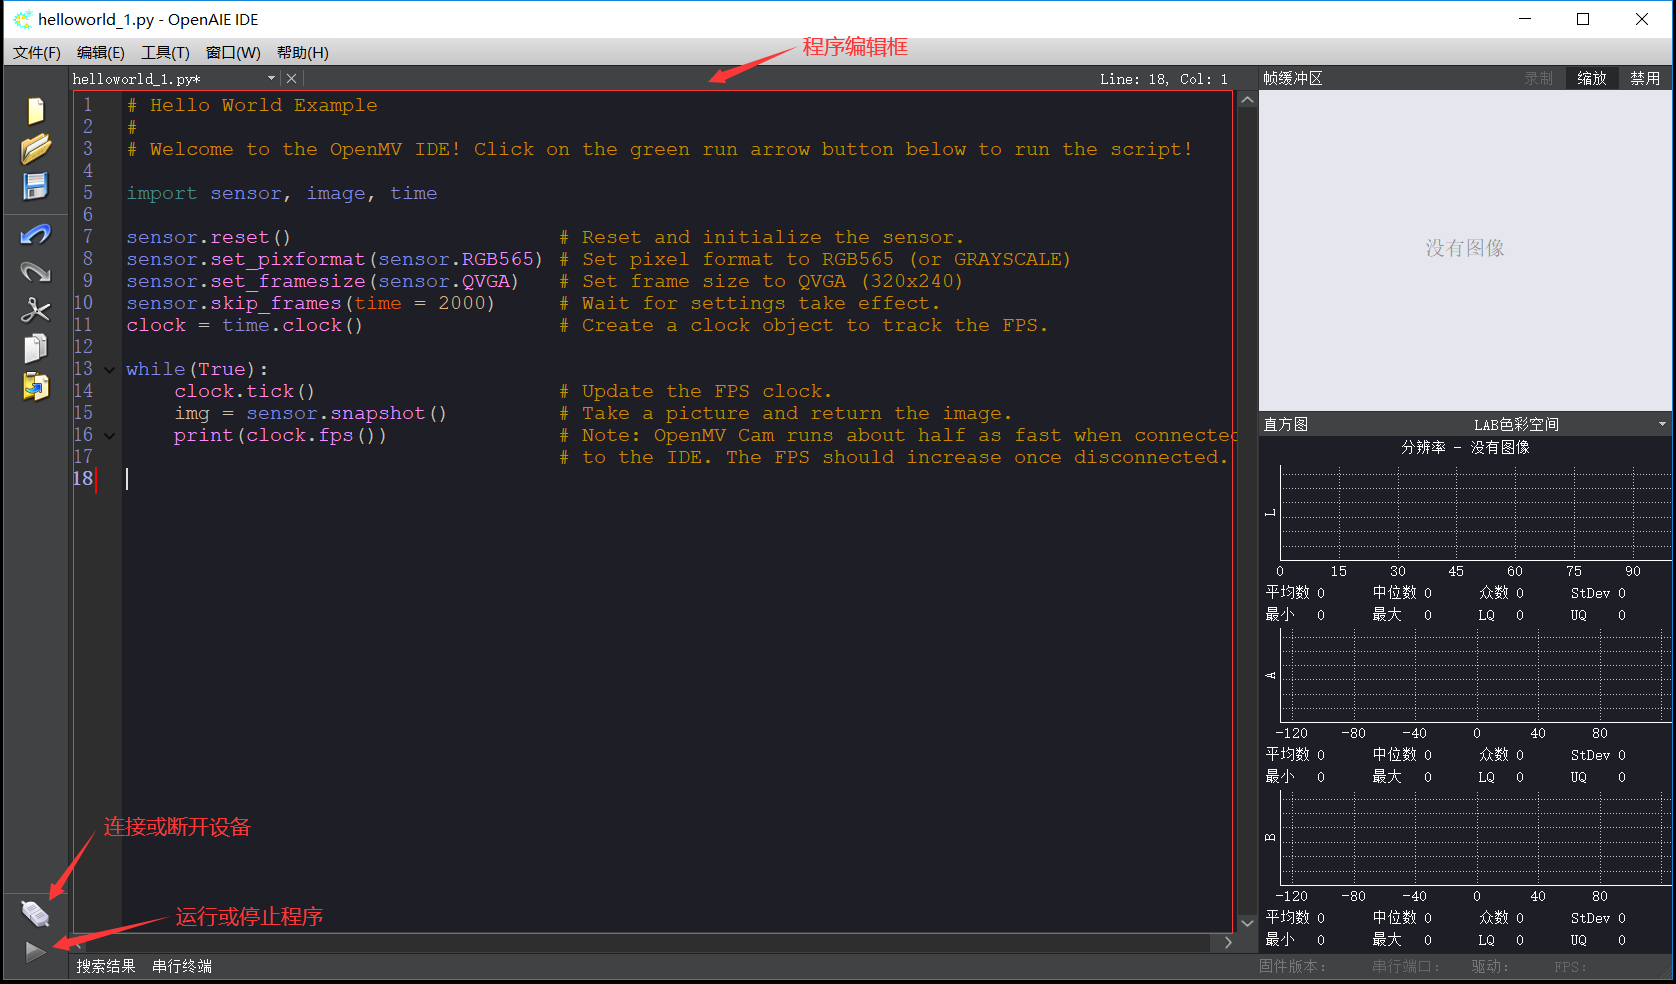 helloworld_1.py - OpenAIE IDE
文件(F) 编辑(E) 工具(T) 窗口(W) 帮助(H)
程序编辑框
helloworld_1.py* Line: 18, Col: 1
帧缓冲区 录制 缩放 禁用
1 # Hello World Example
2 #
3 # Welcome to the OpenMV IDE! Click on the green run arrow button below to run the script!
4
5 import sensor, image, time
6
7 sensor.reset() # Reset and initialize the sensor.
8 sensor.set_pixformat(sensor.RGB565) # Set pixel format to RGB565 (or GRAYSCALE)
9 sensor.set_framesize(sensor.QVGA) # Set frame size to QVGA (320x240)
10 sensor.skip_frames(time = 2000) # Wait for settings take effect.
11 clock = time.clock() # Create a clock object to track the FPS.
12
13 while(True):
14 clock.tick() # Update the FPS clock.
15 img = sensor.snapshot() # Take a picture and return the image.
16 print(clock.fps()) # Note: OpenMV Cam runs about half as fast when connected
17 # to the IDE. The FPS should increase once disconnected.
18
没有图像
直方图 LAB色彩空间
分辨率 - 没有图像
L
0 15 30 45 60 75 90
平均数 0 中位数 0 众数 0 StDev 0
最小 0 最大 0 LQ 0 UQ 0
A
-120 -80 -40 0 40 80
平均数 0 中位数 0 众数 0 StDev 0
最小 0 最大 0 LQ 0 UQ 0
B
-120 -80 -40 0 40 80
平均数 0 中位数 0 众数 0 StDev 0
最小 0 最大 0 LQ 0 UQ 0
连接或断开设备
运行或停止程序
搜索结果 串行终端
固件版本: 串行端口: 驱动: FPS: